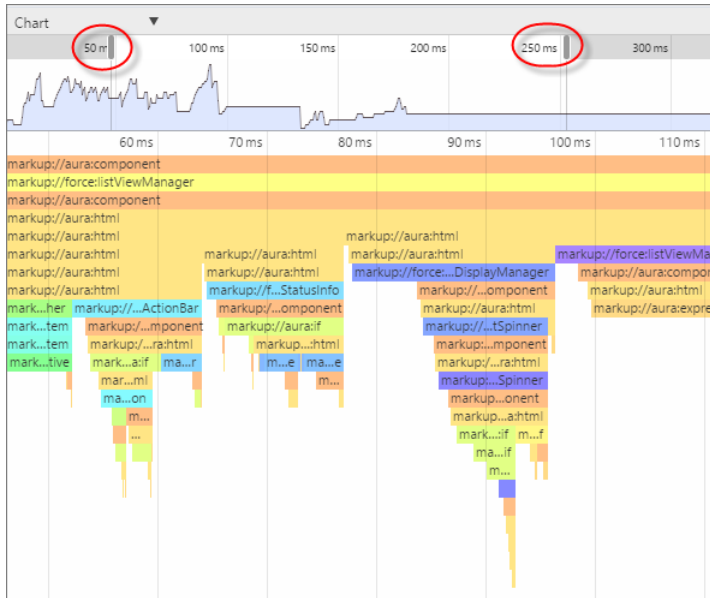 Chart ▼
50 m 100 ms 150 ms 200 ms 250 ms 300 ms
60 ms 70 ms 80 ms 90 ms 100 ms 110 ms
markup://aura:component
markup://force:listViewManager
markup://aura:component
markup://aura:html
markup://aura:html markup://aura:html
markup://aura:html markup://aura:html markup://aura:html markup://force:listViewMa
markup://aura:html markup://aura:html markup://force:...DisplayManager markup://aura:compor
markup://aura:html markup://f...StatusInfo markup:/...omponent markup://aura:html
mark...her markup://...ActionBar markup:/...omponent markup://aura:html markup://aura:expre
mark...tem markup:/...mponent markup://aura:if markup://...tSpinner
mark...tem markup:/...ra:html markup...:html markup:...mponent
mark...tive mark...a:if ma...r m...e ma...e markup:/...ra:html
mar...ml m... markup:...Spinner
ma...on markup...onent
m... markup...a:html
... mark...:if m...f
ma...if
m...